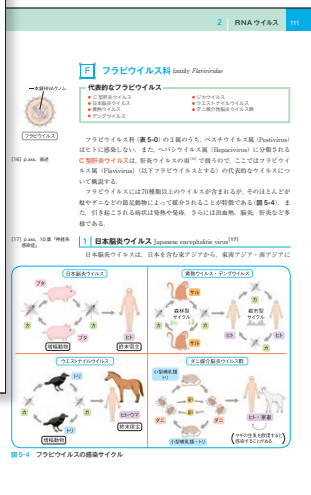 2 RNAウイルス 111
F フラビウイルス科 family Flaviviridae
一本鎖RNAゲノム
フラビウイルス
代表的なフラビウイルス
● C型肝炎ウイルス
● 日本脳炎ウイルス
● 黄熱ウイルス
● デングウイルス
● ジカウイルス
● ウエストナイルウイルス
● ダニ媒介性脳炎ウイルス群
フラビウイルス科（表5-0）の3属のうち、ペスチウイルス属（Pestivirus）
はヒトに感染しない。また、ヘパシウイルス属（Hepacivirus）に分類される
C型肝炎ウイルスは、肝炎ウイルスの項[16]で扱うので、ここではフラビウイ
ルス属（Flavivirus）（以下フラビウイルスとする）の代表的なウイルスにつ
いて概説する。
[16] p.xxx、後述
フラビウイルスには70種類以上のウイルスが含まれるが、そのほとんどが
蚊やダニなどの節足動物によって媒介されることが特徴である（図5-4）。ま
た、引き起こされる病状は発熱や発疹、さらには出血熱、脳炎、肝炎など多
様である。
[17] p.xxx、10章「神経系
感染症」
1 日本脳炎ウイルス Japanese encephalitis virus[17]
日本脳炎ウイルスは、日本を含む東アジアから、東南アジア・南アジアに
日本脳炎ウイルス
ブタ
カ
カ
ブタ
増幅動物
カ
ヒト
終末宿主
黄熱ウイルス・デングウイルス
サル
カ
カ
森林型
サイクル
都市型
サイクル
カ
サル
ヒト
ヒト
カ
ウエストナイルウイルス
トリ
カ
カ
トリ
増幅動物
カ
ヒト・ウマ
終末宿主
ダニ媒介脳炎ウイルス群
小型哺乳類
トリ
ダニ
ダニ
小型哺乳類・トリ
ヒト・家畜
ヤギの生乳を飲用すると
感染することがある
図5-4 フラビウイルスの感染サイクル